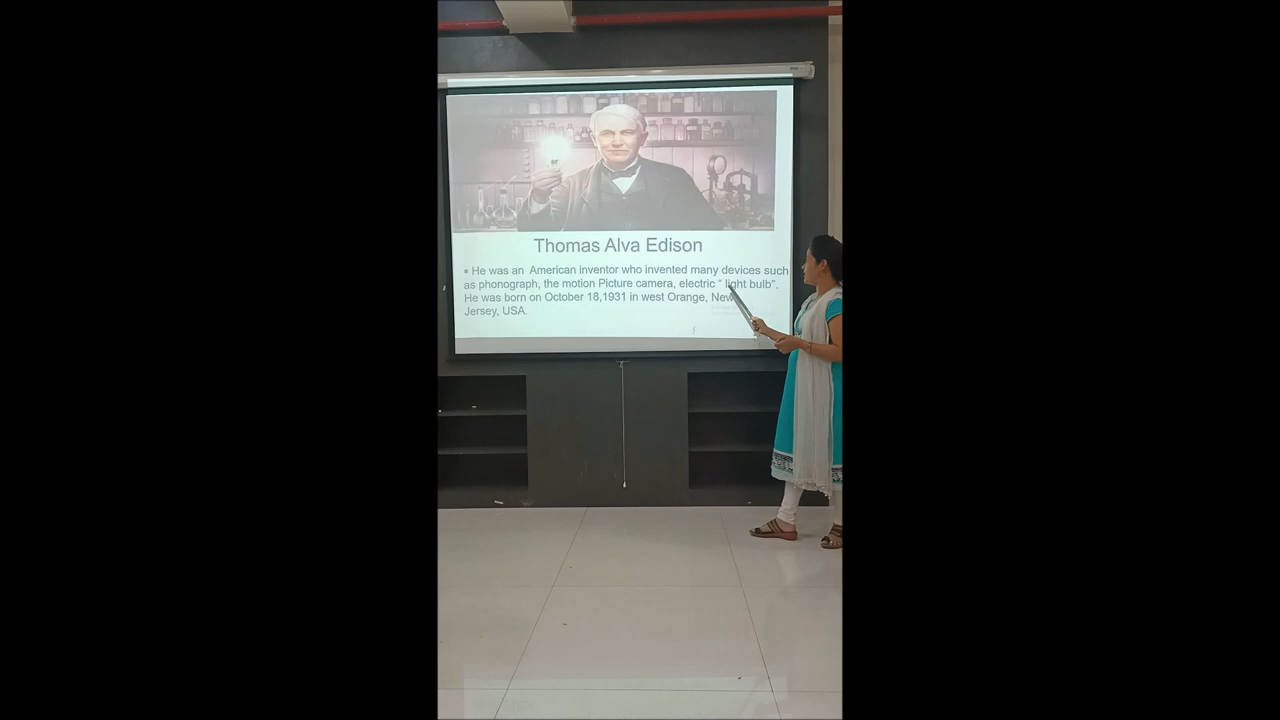 Thomas Alva Edison
▪ He was an American inventor who invented many devices such
as phonograph, the motion Picture camera, electric “ light bulb”.
He was born on October 18,1931 in west Orange, New
Jersey, USA.